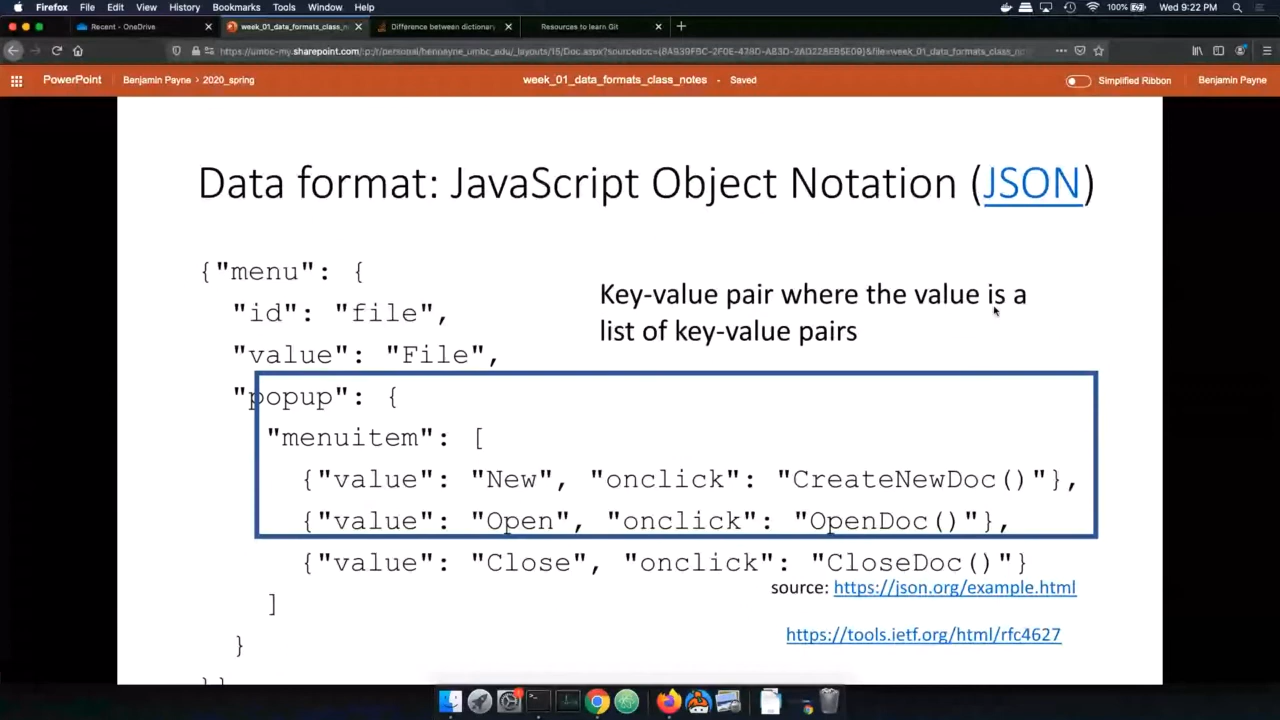 Firefox File Edit View History Bookmarks Tools Window Help 100% Wed 9:22 PM
Recent - OneDrive week_01_data_formats_class_n Difference between dictionary Resources to learn Git
PowerPoint Benjamin Payne > 2020_spring week_01_data_formats_class_notes - Saved Simplified Ribbon Benjamin Payne
Data format: JavaScript Object Notation (JSON)
{"menu": {
"id": "file",
"value": "File",
"popup": {
"menuitem": [
{"value": "New", "onclick": "CreateNewDoc()"},
{"value": "Open", "onclick": "OpenDoc()"},
{"value": "Close", "onclick": "CloseDoc()"}
]
}
}}
Key-value pair where the value is a
list of key-value pairs
source: https://json.org/example.html
https://tools.ietf.org/html/rfc4627